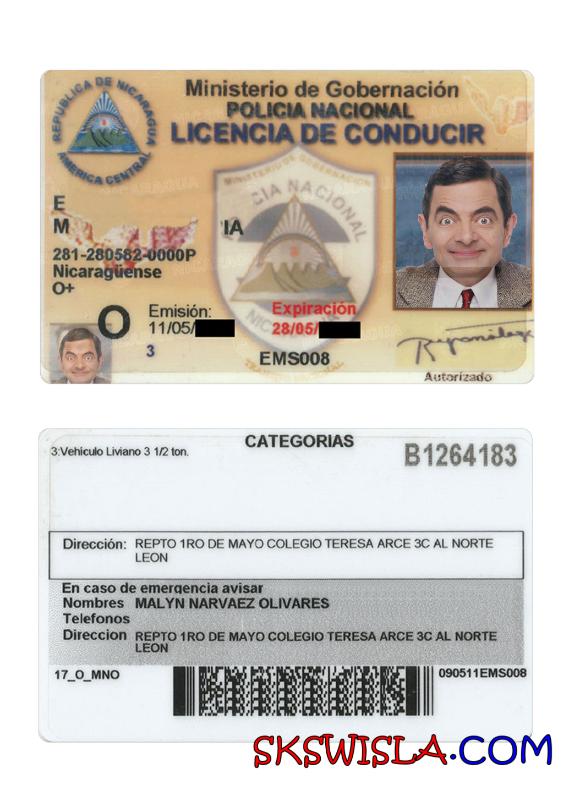 REPUBLICA DE NICARAGUA
AMERICA CENTRAL
Ministerio de Gobernación
POLICIA NACIONAL
LICENCIA DE CONDUCIR
MINISTERIO DE GOBERNACION
CIA NACIONAL
E
M IA
281-280582-0000P
Nicaragüense
O+
O
Emisión:
11/05/
Expiración
28/05/
3
EMS008
Autorizado
CATEGORIAS
3:Vehiculo Liviano 3 1/2 ton.
B1264183
Dirección: REPTO 1RO DE MAYO COLEGIO TERESA ARCE 3C AL NORTE
LEON
En caso de emergencia avisar
Nombres MALYN NARVAEZ OLIVARES
Telefonos
Direccion REPTO 1RO DE MAYO COLEGIO TERESA ARCE 3C AL NORTE
LEON
17_O_MNO
090511EMS008
SKSWISLA.COM